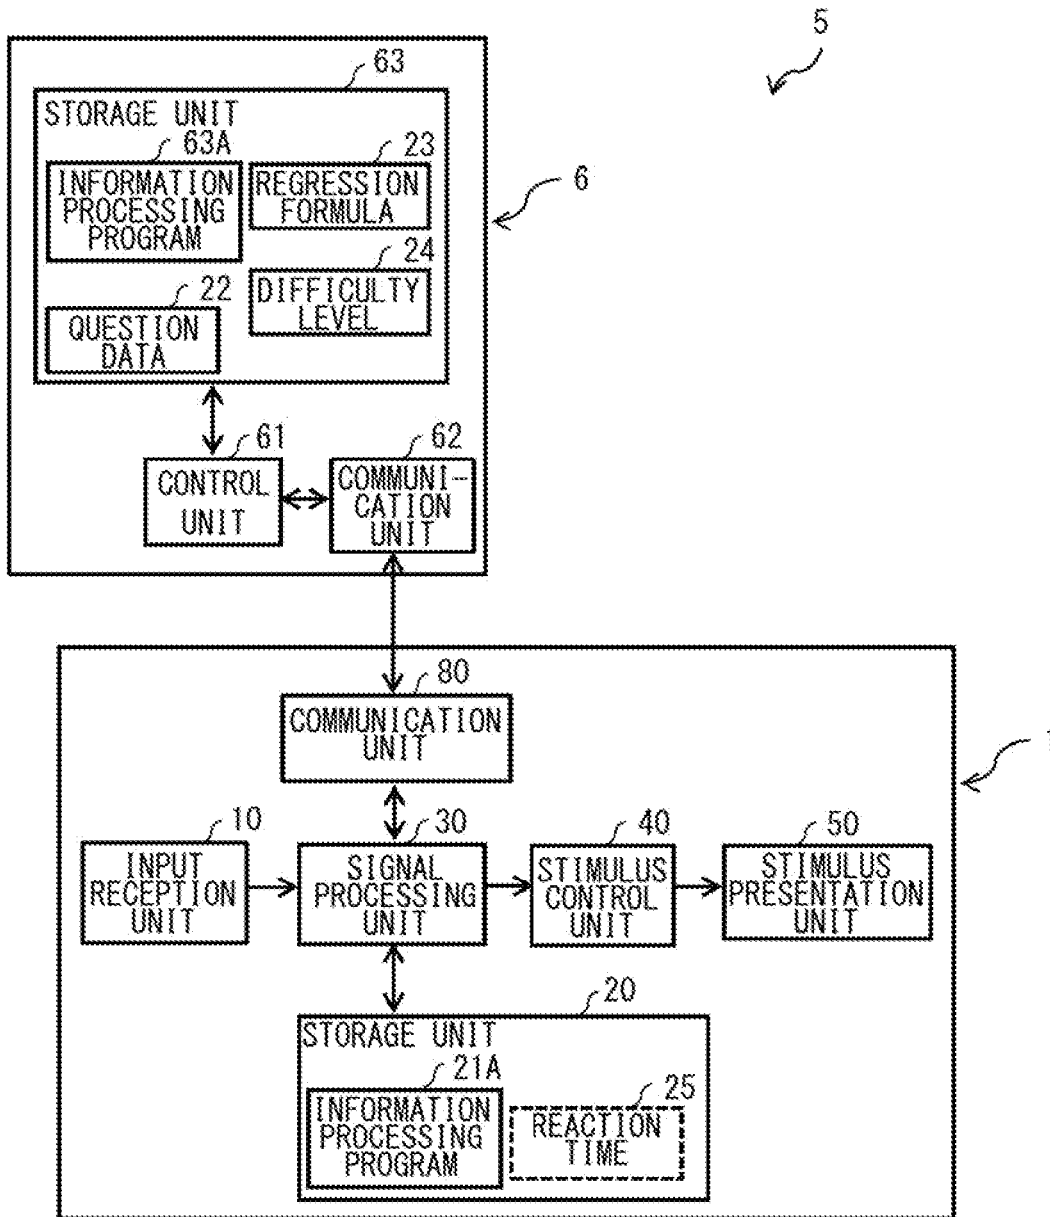 5
63
STORAGE UNIT
63A
23
INFORMATION
PROCESSING
PROGRAM
REGRESSION
FORMULA
6
24
DIFFICULTY
LEVEL
22
QUESTION
DATA
61
62
CONTROL
UNIT
COMMUNI-
CATION
UNIT
80
COMMUNICATION
UNIT
10
30
40
50
INPUT
RECEPTION
UNIT
SIGNAL
PROCESSING
UNIT
STIMULUS
CONTROL
UNIT
STIMULUS
PRESENTATION
UNIT
20
STORAGE UNIT
21A
25
INFORMATION
PROCESSING
PROGRAM
REACTION
TIME